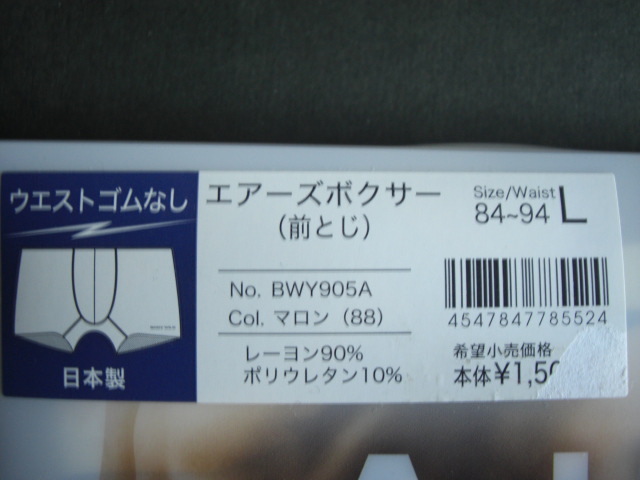 ウエストゴムなし
日本製
エアーズボクサー
(前とじ)
No. BWY905A
Col. マロン (88)
レーヨン90%
ポリウレタン10%
Size/Waist
84~94 L
4547847785524
希望小売価格
本体¥1,50